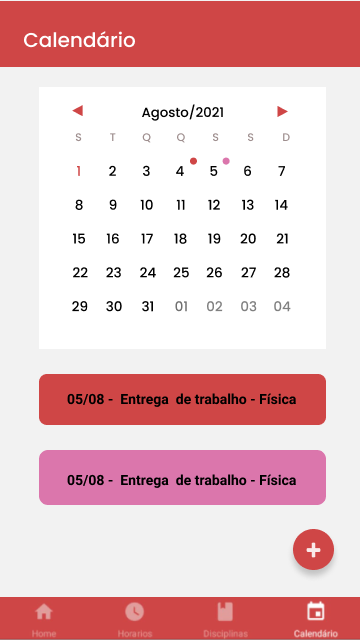 Calendário
Agosto/2021
S T Q Q S S D
1 2 3 4 5 6 7
8 9 10 11 12 13 14
15 16 17 18 19 20 21
22 23 24 25 26 27 28
29 30 31 01 02 03 04
05/08 - Entrega de trabalho - Física
05/08 - Entrega de trabalho - Física
Home Horarios Disciplinas Calendário